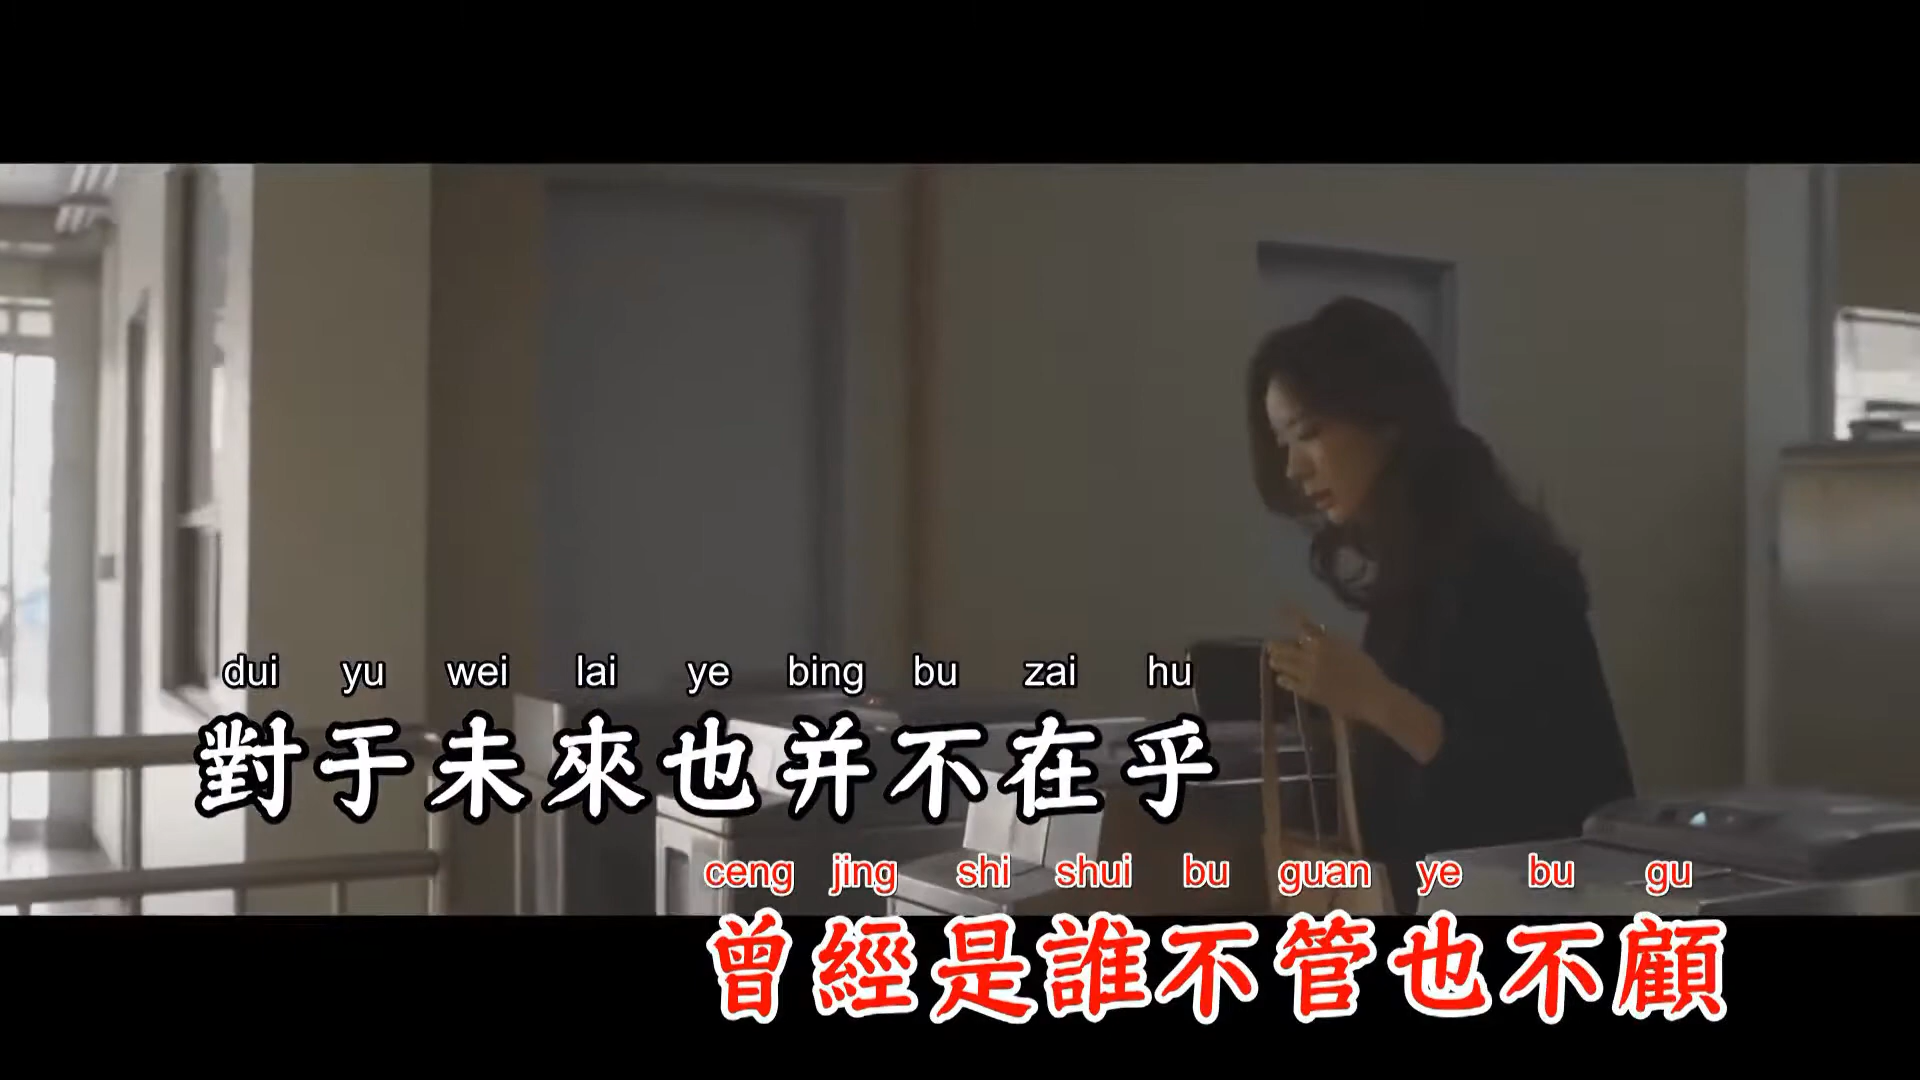 dui yu wei lai ye bing bu zai hu
對于未來也并不在乎
ceng jing shi shui bu guan ye bu gu
曾經是誰不管也不顧